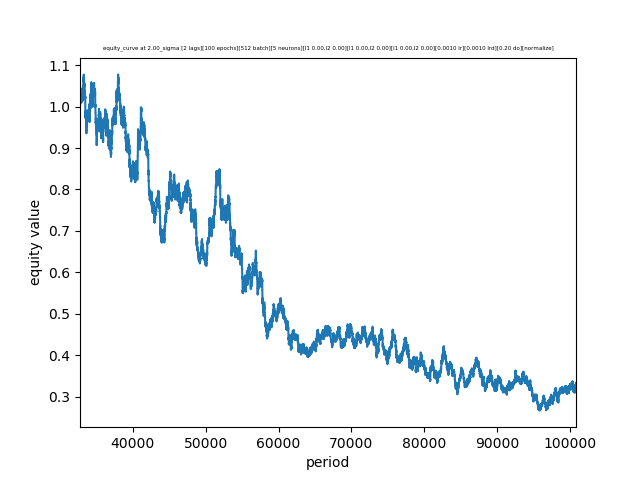 equity_curve at 2.00_sigma [2 lags][100 epochs][512 batch][5 neurons][l1 0.00,l2 0.00][l1 0.00,l2 0.00][l1 0.00,l2 0.00][0.0010 lr][0.0010 lrd][0.20 do][normalize]
1.1
1.0
0.9
0.8
0.7
0.6
0.5
0.4
0.3
equity value
40000 50000 60000 70000 80000 90000 100000
period